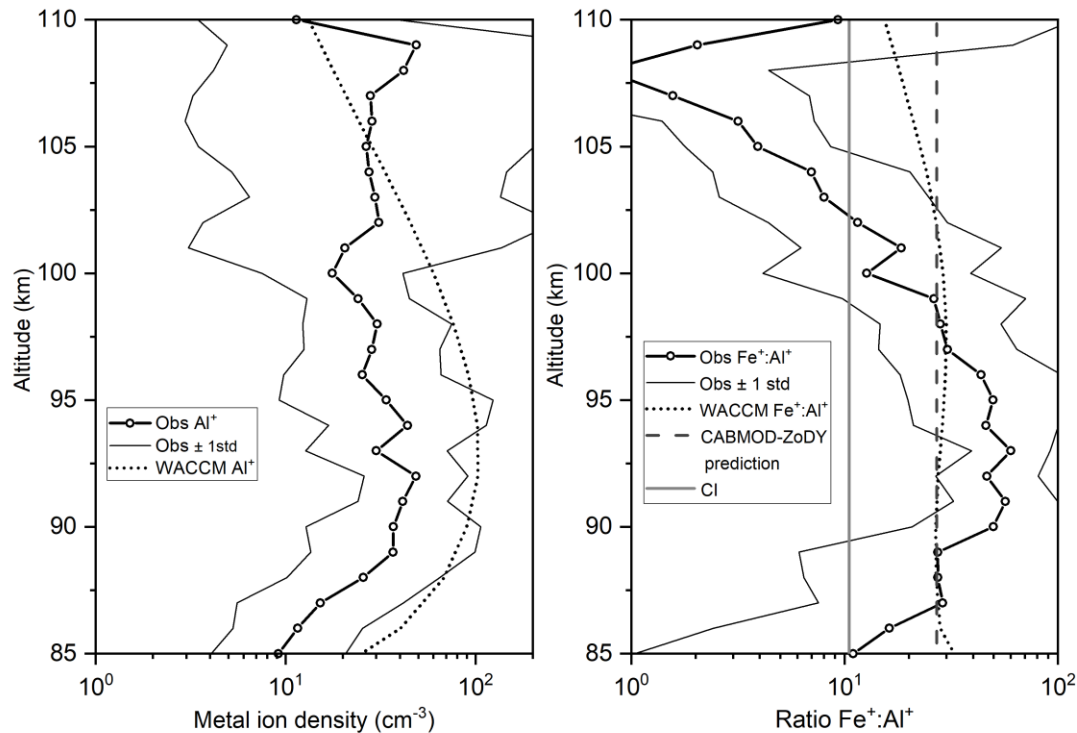 110
105
100
95
90
85
Altitude (km)
Obs Al⁺
Obs ± 1std
WACCM Al⁺
10⁰
10¹
10²
Metal ion density (cm⁻³)
110
105
100
95
90
85
Altitude (km)
Obs Fe⁺:Al⁺
Obs ± 1 std
WACCM Fe⁺:Al⁺
CABMOD-ZoDY
prediction
CI
10⁰
10¹
10²
Ratio Fe⁺:Al⁺